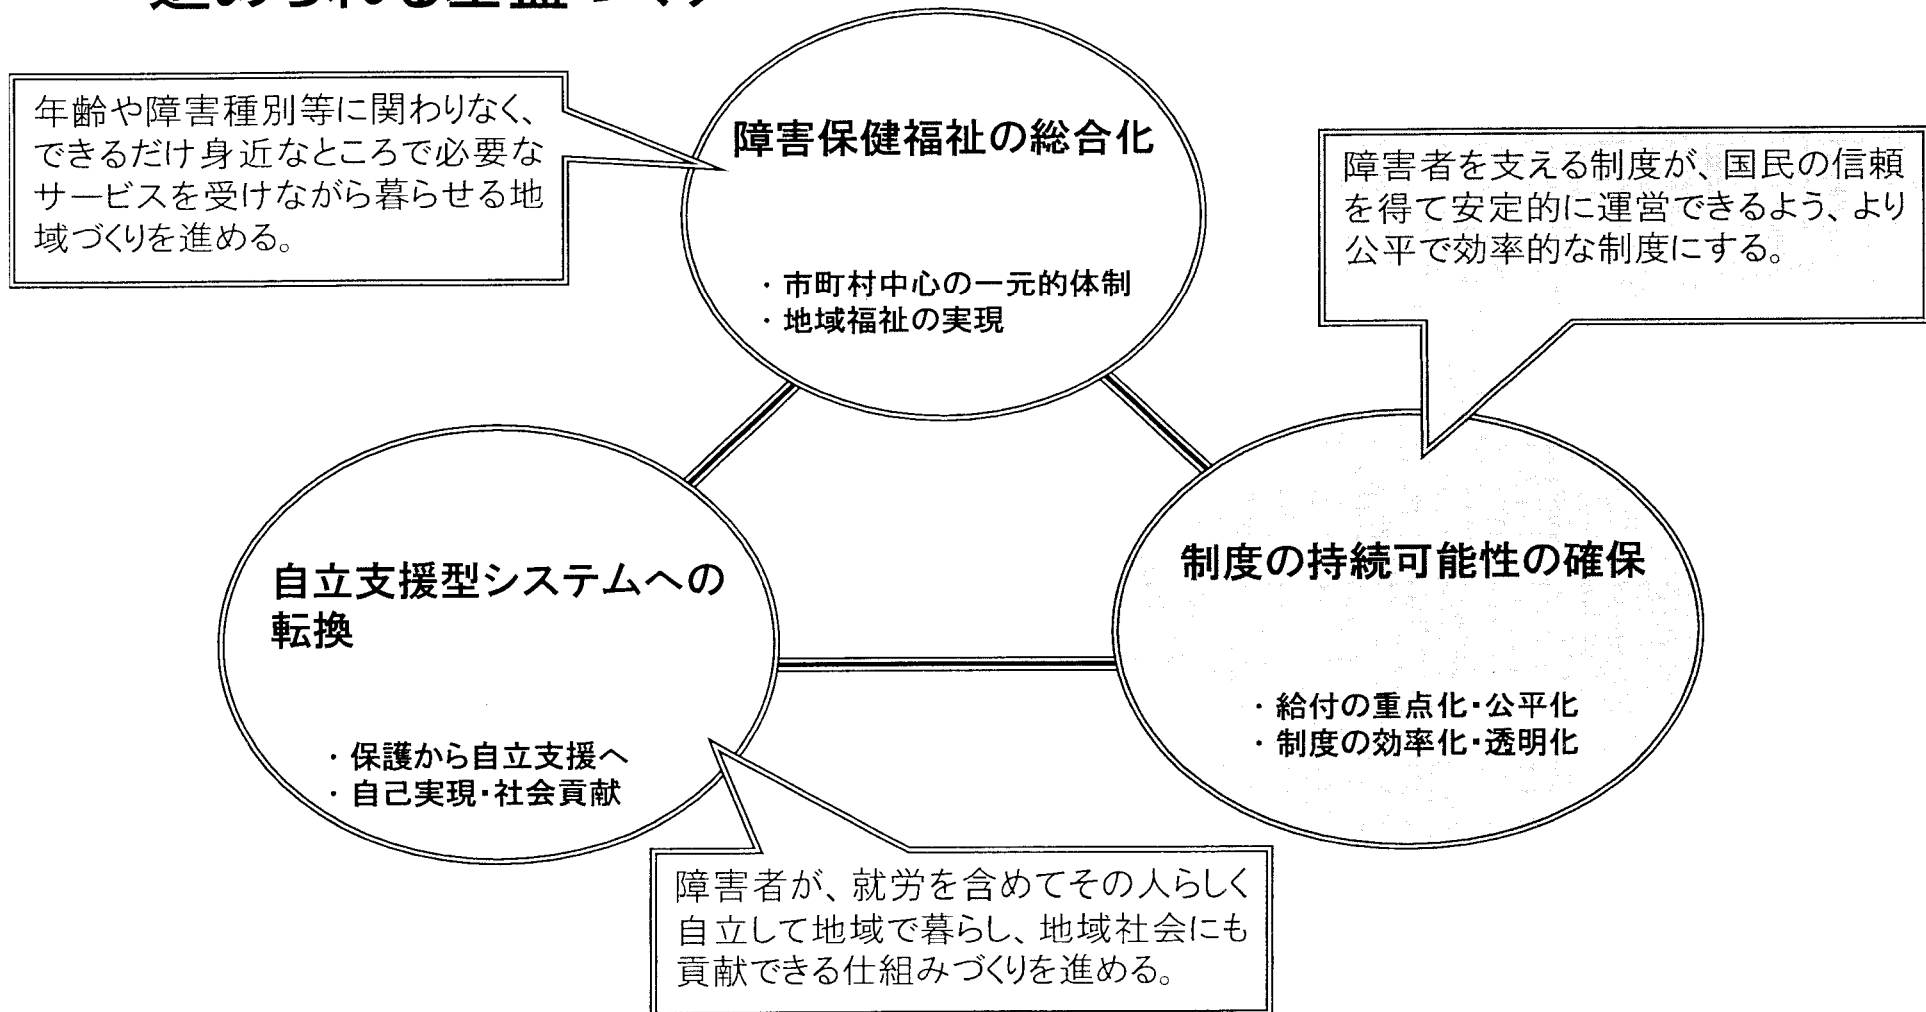 年齢や障害種別等に関わりなく、
できるだけ身近なところで必要な
サービスを受けながら暮らせる地
域づくりを進める。
障害保健福祉の総合化
・市町村中心の一元的体制
・地域福祉の実現
障害者を支える制度が、国民の信頼
を得て安定的に運営できるよう、より
公平で効率的な制度にする。
自立支援型システムへの
転換
・保護から自立支援へ
・自己実現・社会貢献
制度の持続可能性の確保
・給付の重点化・公平化
・制度の効率化・透明化
障害者が、就労を含めてその人らしく
自立して地域で暮らし、地域社会にも
貢献できる仕組みづくりを進める。